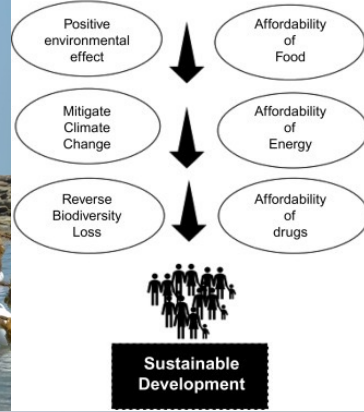 Positive
environmental
effect
Affordability
of
Food
Mitigate
Climate
Change
Affordability
of
Energy
Reverse
Biodiversity
Loss
Affordability
of
drugs
Sustainable
Development